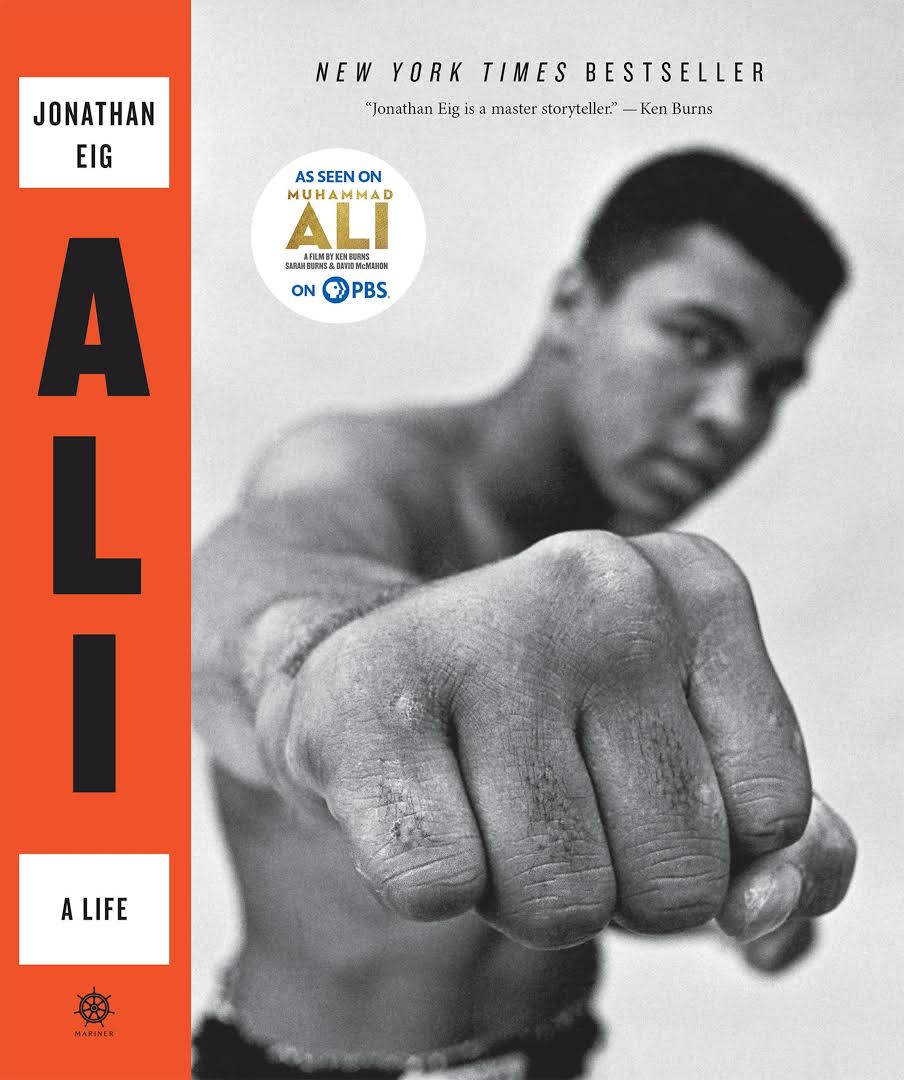 JONATHAN
EIG
ALI
A LIFE
MARINER
NEW YORK TIMES BESTSELLER
“Jonathan Eig is a master storyteller.” — Ken Burns
AS SEEN ON
MUHAMMAD
ALI
A FILM BY KEN BURNS
SARAH BURNS & DAVID McMAHON
ON PBS.